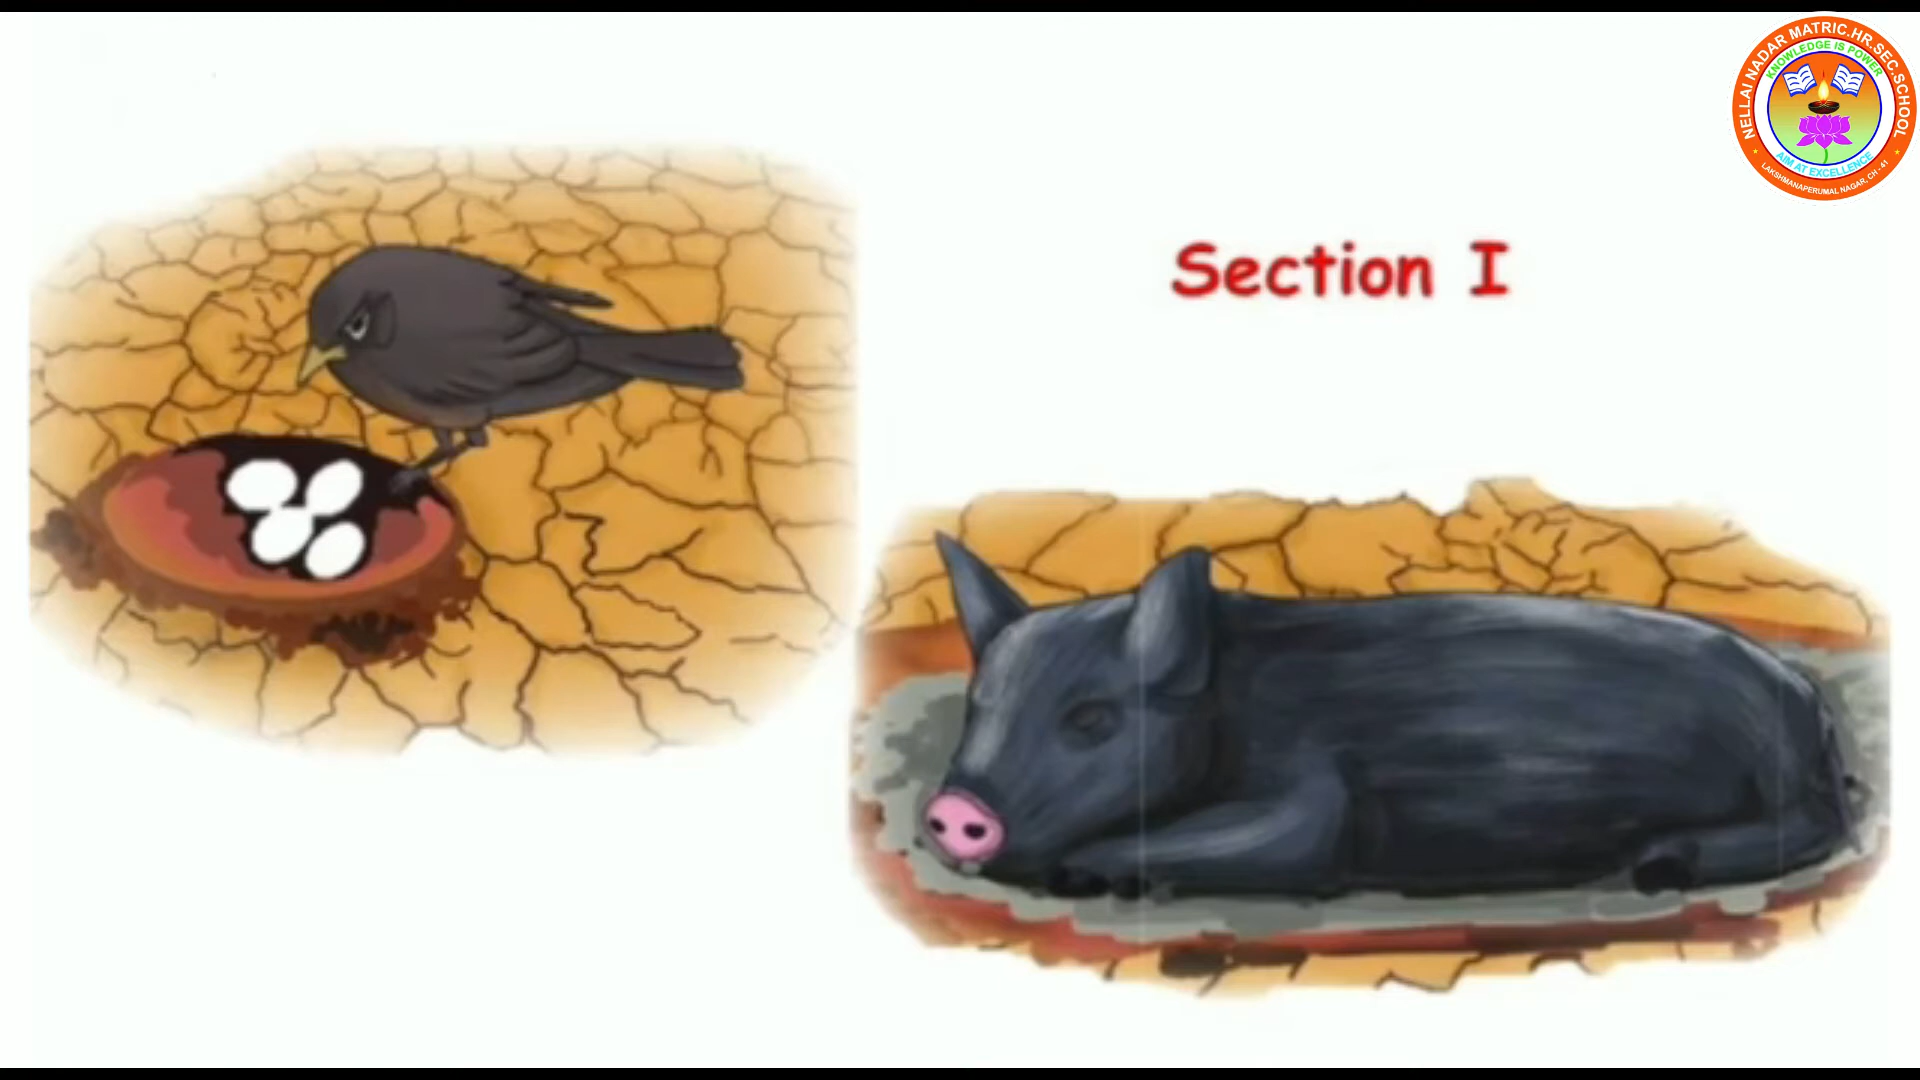 NELLAI NADAR MATRIC.HR.SEC.SCHOOL
KNOWLEDGE IS POWER
AIM AT EXCELLENCE
LAKSHMANAPERUMAL NAGAR, CH - 41
Section I